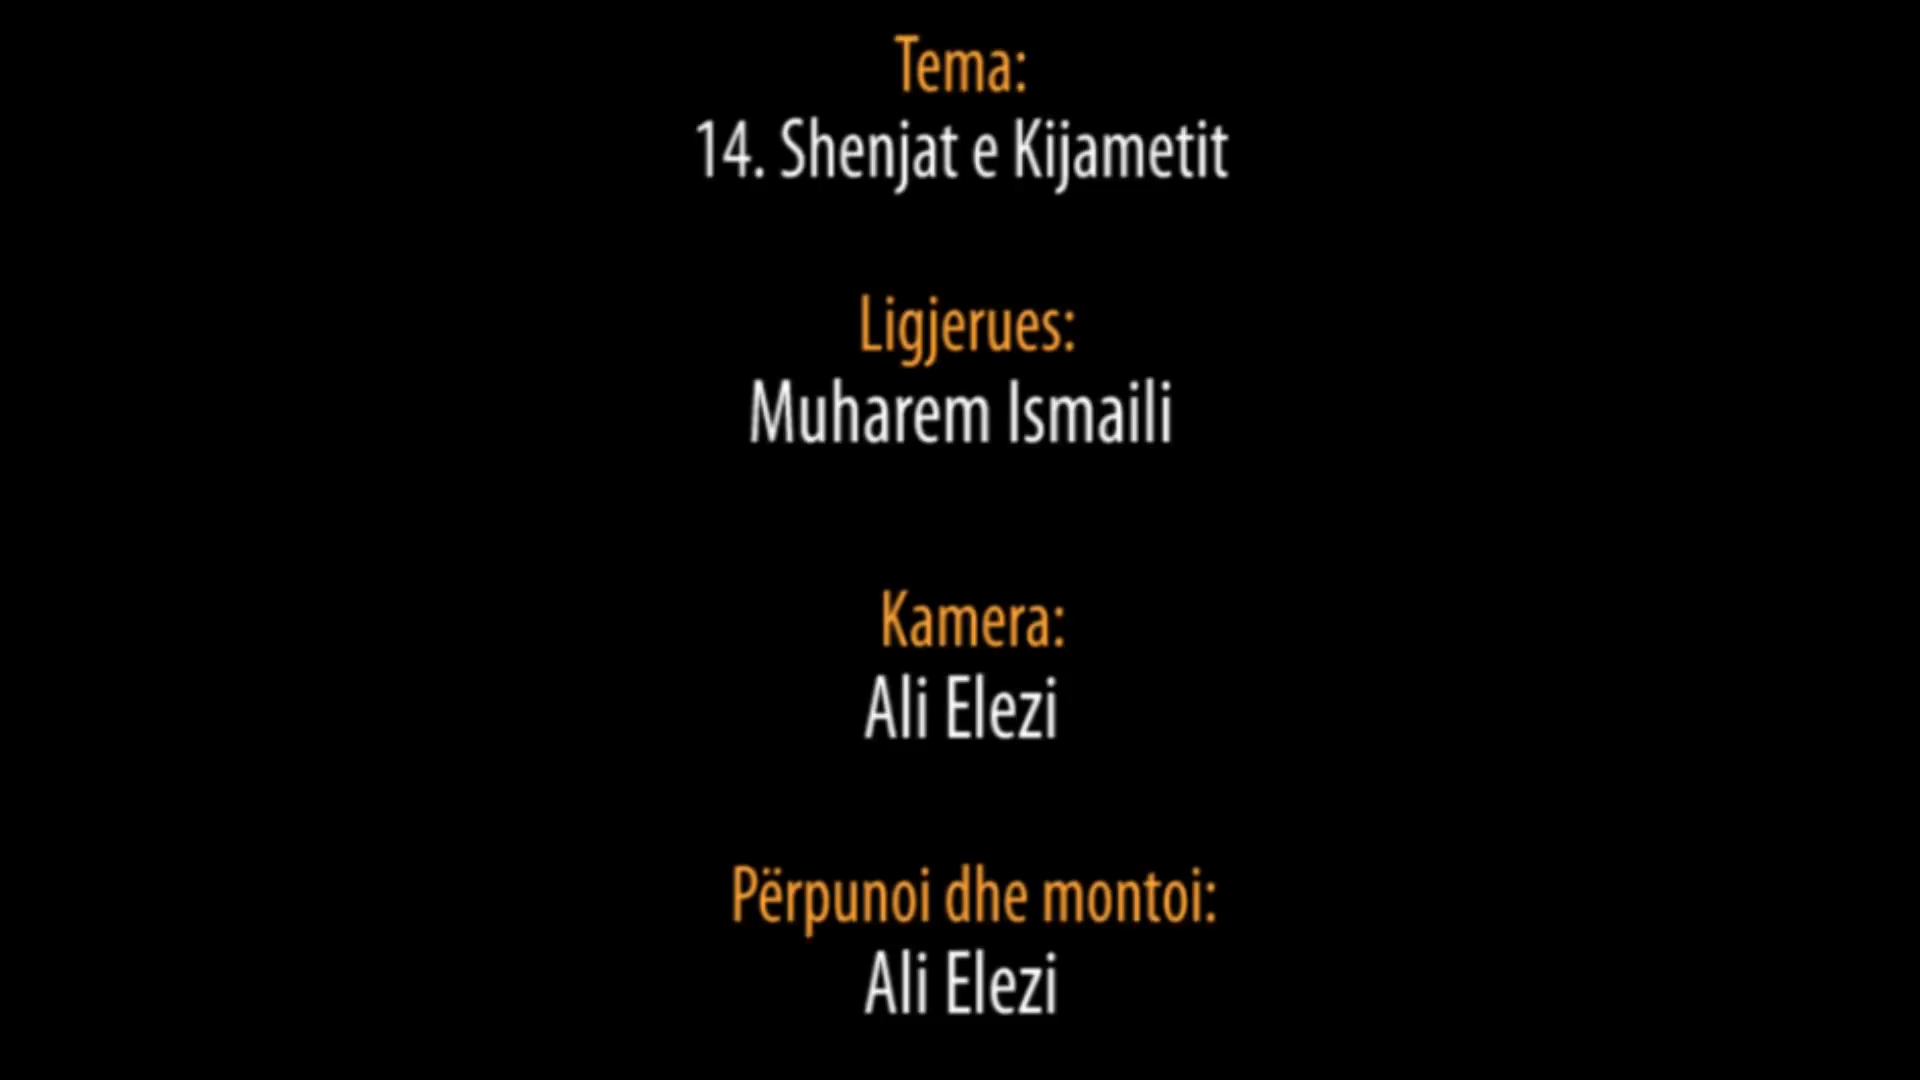 Tema:
14. Shenjat e Kijametit
Ligjerues:
Muharem Ismaili
Kamera:
Ali Elezi
Përpunoi dhe montoi:
Ali Elezi